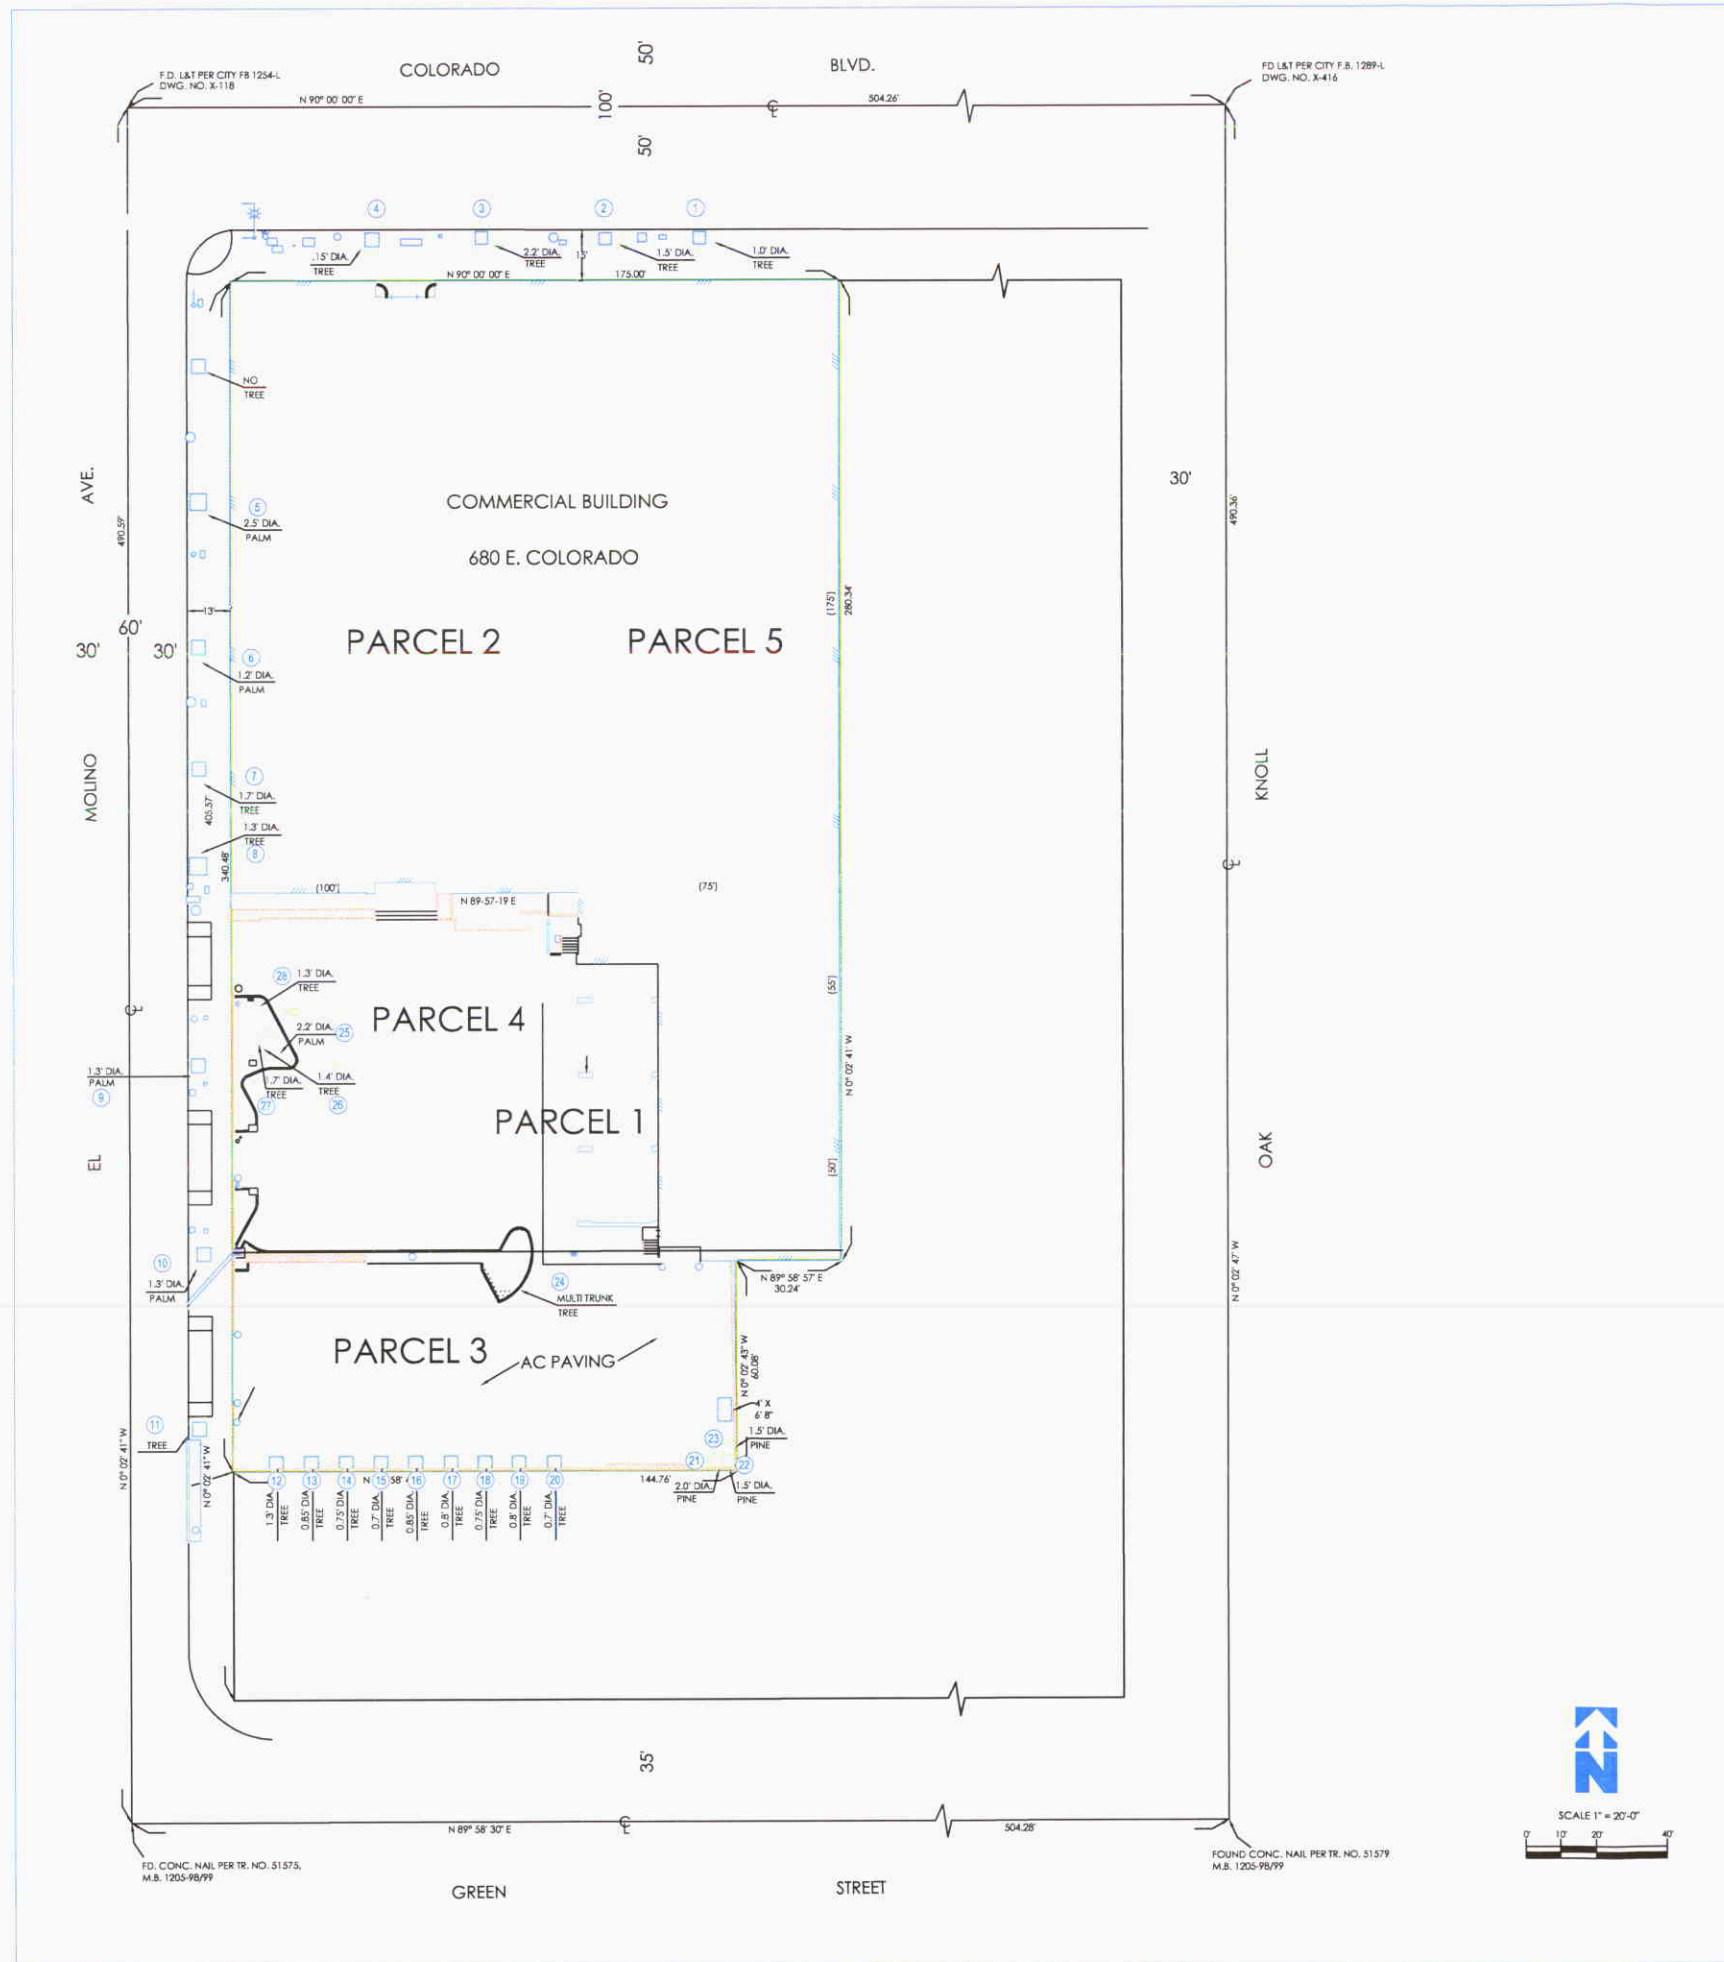 COLORADO
50'
BLVD.
F.D. L&T PER CITY FB 1254-L
DWG. NO. X-118
FD L&T PER CITY F.B. 1289-L
DWG. NO. X-416
N 90° 00' 00" E
100'
504.26'
50'
4
3
2
1
.15' DIA.
TREE
2.2' DIA.
TREE
15'
1.5' DIA.
TREE
1.0' DIA.
TREE
N 90° 00' 00" E
175.00'
NO
TREE
AVE.
490.59'
30'
490.36'
COMMERCIAL BUILDING
680 E. COLORADO
5
2.5' DIA.
PALM
13'
(175')
280.34'
60'
30'
30'
PARCEL 2
PARCEL 5
6
1.2' DIA.
PALM
MOLINO
KNOLL
7
1.7' DIA.
TREE
405.57'
1.3' DIA.
TREE
8
340.48'
(100')
N 89-57-19 E
(75')
28
1.3' DIA.
TREE
(55')
PARCEL 4
2.2' DIA.
PALM
25
1.3' DIA.
PALM
9
1.7' DIA.
TREE
27
1.4' DIA.
TREE
26
N 0° 02' 41" W
PARCEL 1
EL
OAK
(50')
10
1.3' DIA.
PALM
24
MULTI TRUNK
TREE
N 89° 58' 57" E
30.24'
N 0° 02' 47" W
PARCEL 3
AC PAVING
N 0° 02' 43" W
60.08'
4' X
6' 8"
11
TREE
23
1.5' DIA.
PINE
21
22
N 0° 02' 41" W
N 0° 02' 41" W
12
13
14
15
16
17
18
19
20
N
58'
144.76'
2.0' DIA.
PINE
1.5' DIA.
PINE
1.3' DIA.
TREE
0.85' DIA.
TREE
0.75' DIA.
TREE
0.7' DIA.
TREE
0.85' DIA.
TREE
0.8' DIA.
TREE
0.75' DIA.
TREE
0.8' DIA.
TREE
0.7' DIA.
TREE
35'
N
SCALE 1" = 20'-0"
0' 10' 20' 40'
N 89° 58' 30" E
504.28'
FD. CONC. NAIL PER TR. NO. 51575,
M.B. 1205-98/99
FOUND CONC. NAIL PER TR. NO. 51579
M.B. 1205-98/99
GREEN
STREET